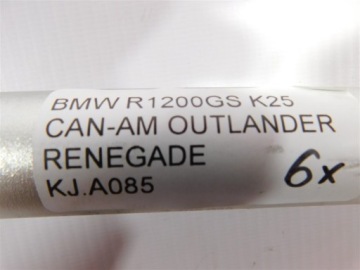 BMW R1200GS K25
CAN-AM OUTLANDER
RENEGADE
KJ.A085
6x